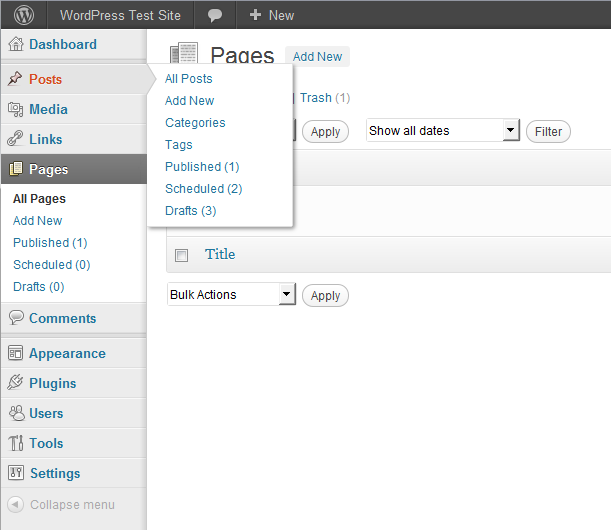 WordPress Test Site
+ New
Dashboard
Posts
Media
Links
Pages
All Pages
Add New
Published (1)
Scheduled (0)
Drafts (0)
Comments
Appearance
Plugins
Users
Tools
Settings
Collapse menu
All Posts
Add New
Categories
Tags
Published (1)
Scheduled (2)
Drafts (3)
Pages Add New
| Trash (1)
Apply Show all dates Filter
Title
Bulk Actions Apply